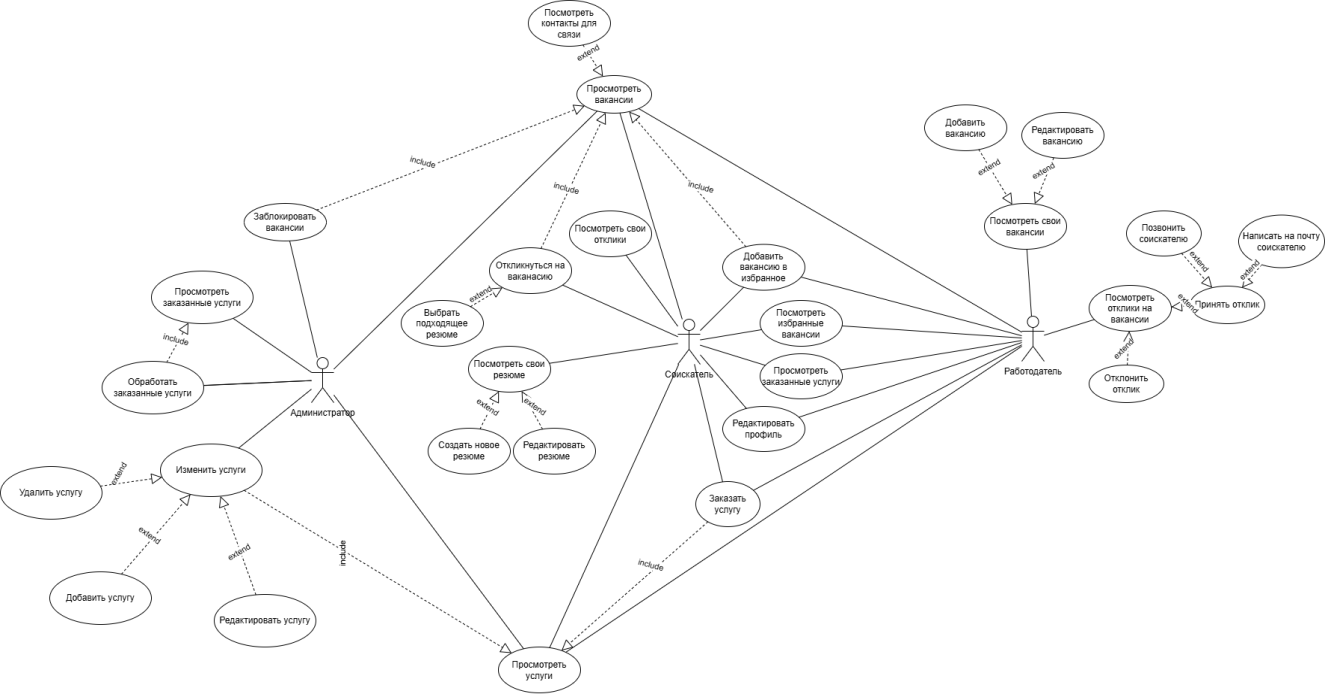 Посмотреть
контакты для
связи
extend
Просмотреть
вакансии
include
include
include
Добавить
вакансию
Редактировать
вакансию
extend
extend
Посмотреть свои
вакансии
Заблокировать
вакансии
Посмотреть свои
отклики
Откликнуться на
ваканасию
Добавить
вакансию в
избранное
Позвонить
соискателю
Написать на почту
соискателю
extend
extend
Просмотреть
заказанные услуги
extend
Выбрать
подходящее
резюме
Посмотреть
избранные
вакансии
Посмотреть
отклики на
вакансии
extend
Принять отклик
include
extend
Обработать
заказанные услуги
Администратор
Посмотреть свои
резюме
Соискатель
Просмотреть
заказанные услуги
Работодатель
Отклонить
отклик
extend
extend
Редактировать
профиль
Создать новое
резюме
Редактировать
резюме
Изменить услуги
extend
Удалить услугу
Заказать
услугу
extend
extend
include
include
Добавить услугу
Редактировать услугу
Просмотреть
услуги